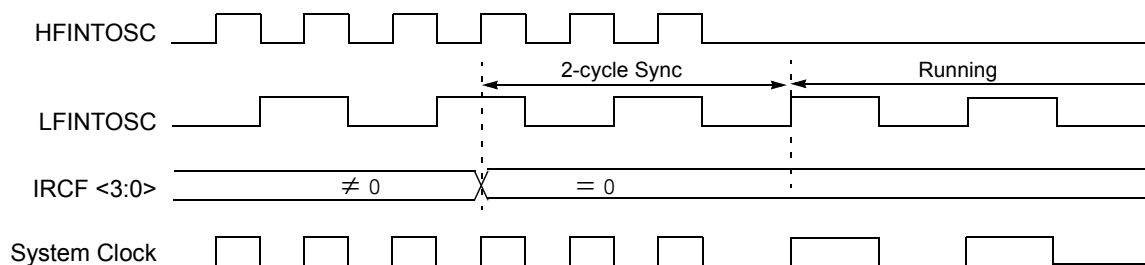 HFINTOSC
2-cycle Sync Running
LFINTOSC
IRCF <3:0> ≠ 0 = 0
System Clock